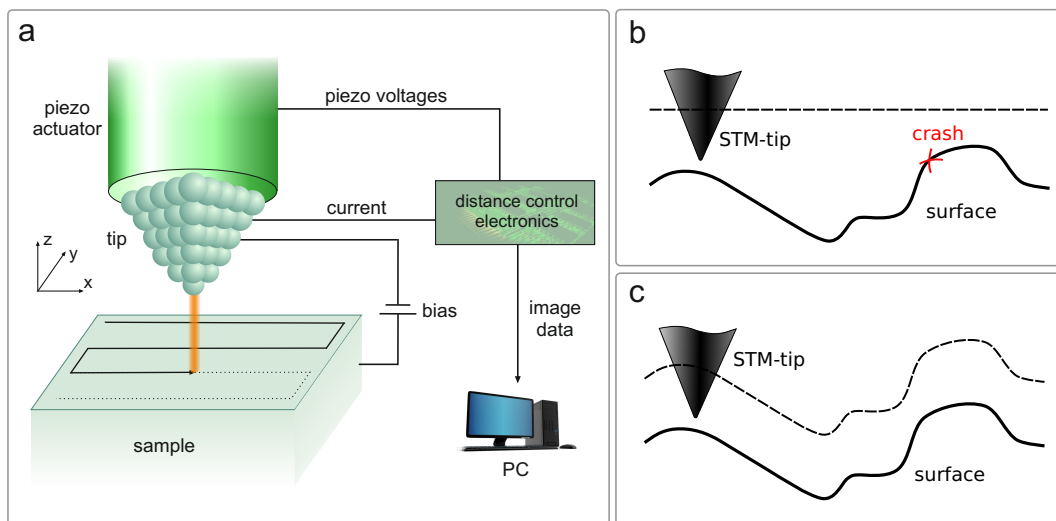 a
piezo
actuator
piezo voltages
current
distance control
electronics
tip
z
y
x
bias
image
data
sample
PC
b
STM-tip
crash
surface
c
STM-tip
surface